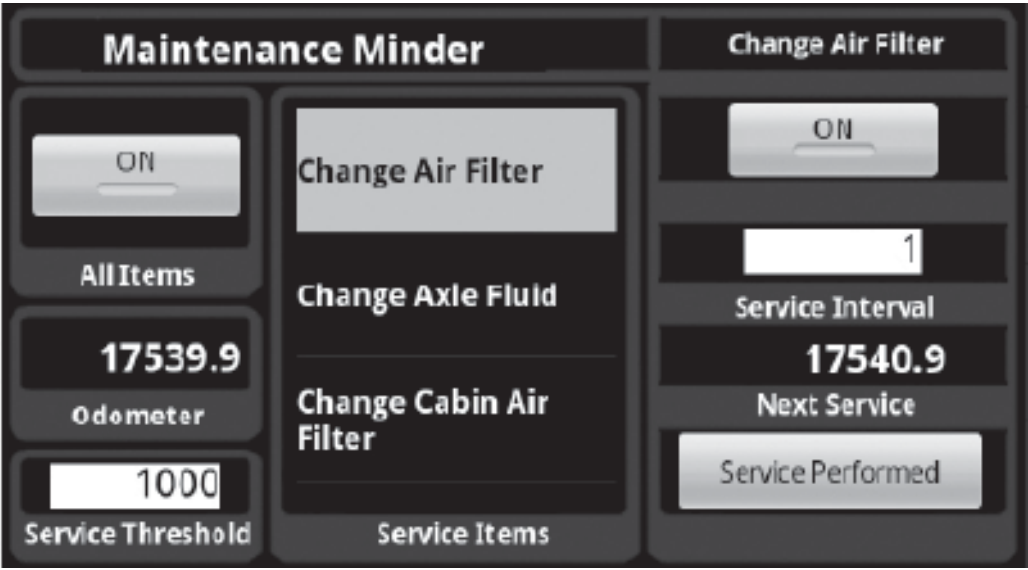 Maintenance Minder
Change Air Filter
ON
All Items
17539.9
Odometer
1000
Service Threshold
Change Air Filter
Change Axle Fluid
Change Cabin Air
Filter
Service Items
ON
1
Service Interval
17540.9
Next Service
Service Performed